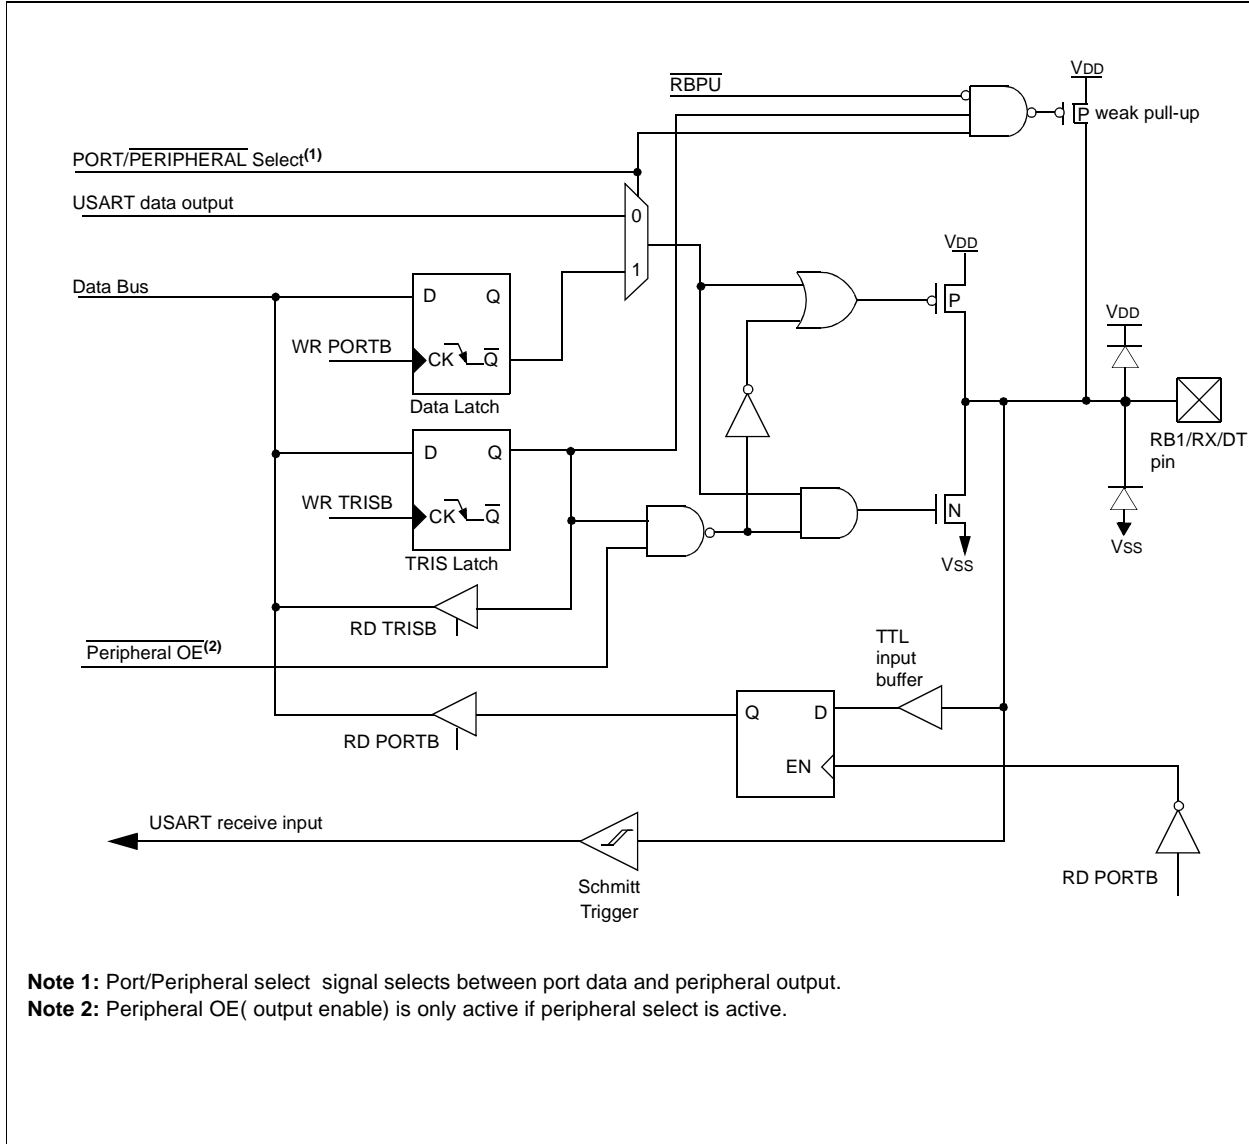 VDD
RBPU
P weak pull-up
PORT/PERIPHERAL Select(1)
USART data output
0
VDD
1
Data Bus
D Q
P
VDD
WR PORTB
CK Q
Data Latch
RB1/RX/DT
pin
D Q
WR TRISB
CK Q
N
TRIS Latch
VSS
VSS
RD TRISB
Peripheral OE(2)
TTL
input
buffer
Q D
RD PORTB
EN
USART receive input
Schmitt
Trigger
RD PORTB
Note 1: Port/Peripheral select signal selects between port data and peripheral output.
Note 2: Peripheral OE( output enable) is only active if peripheral select is active.